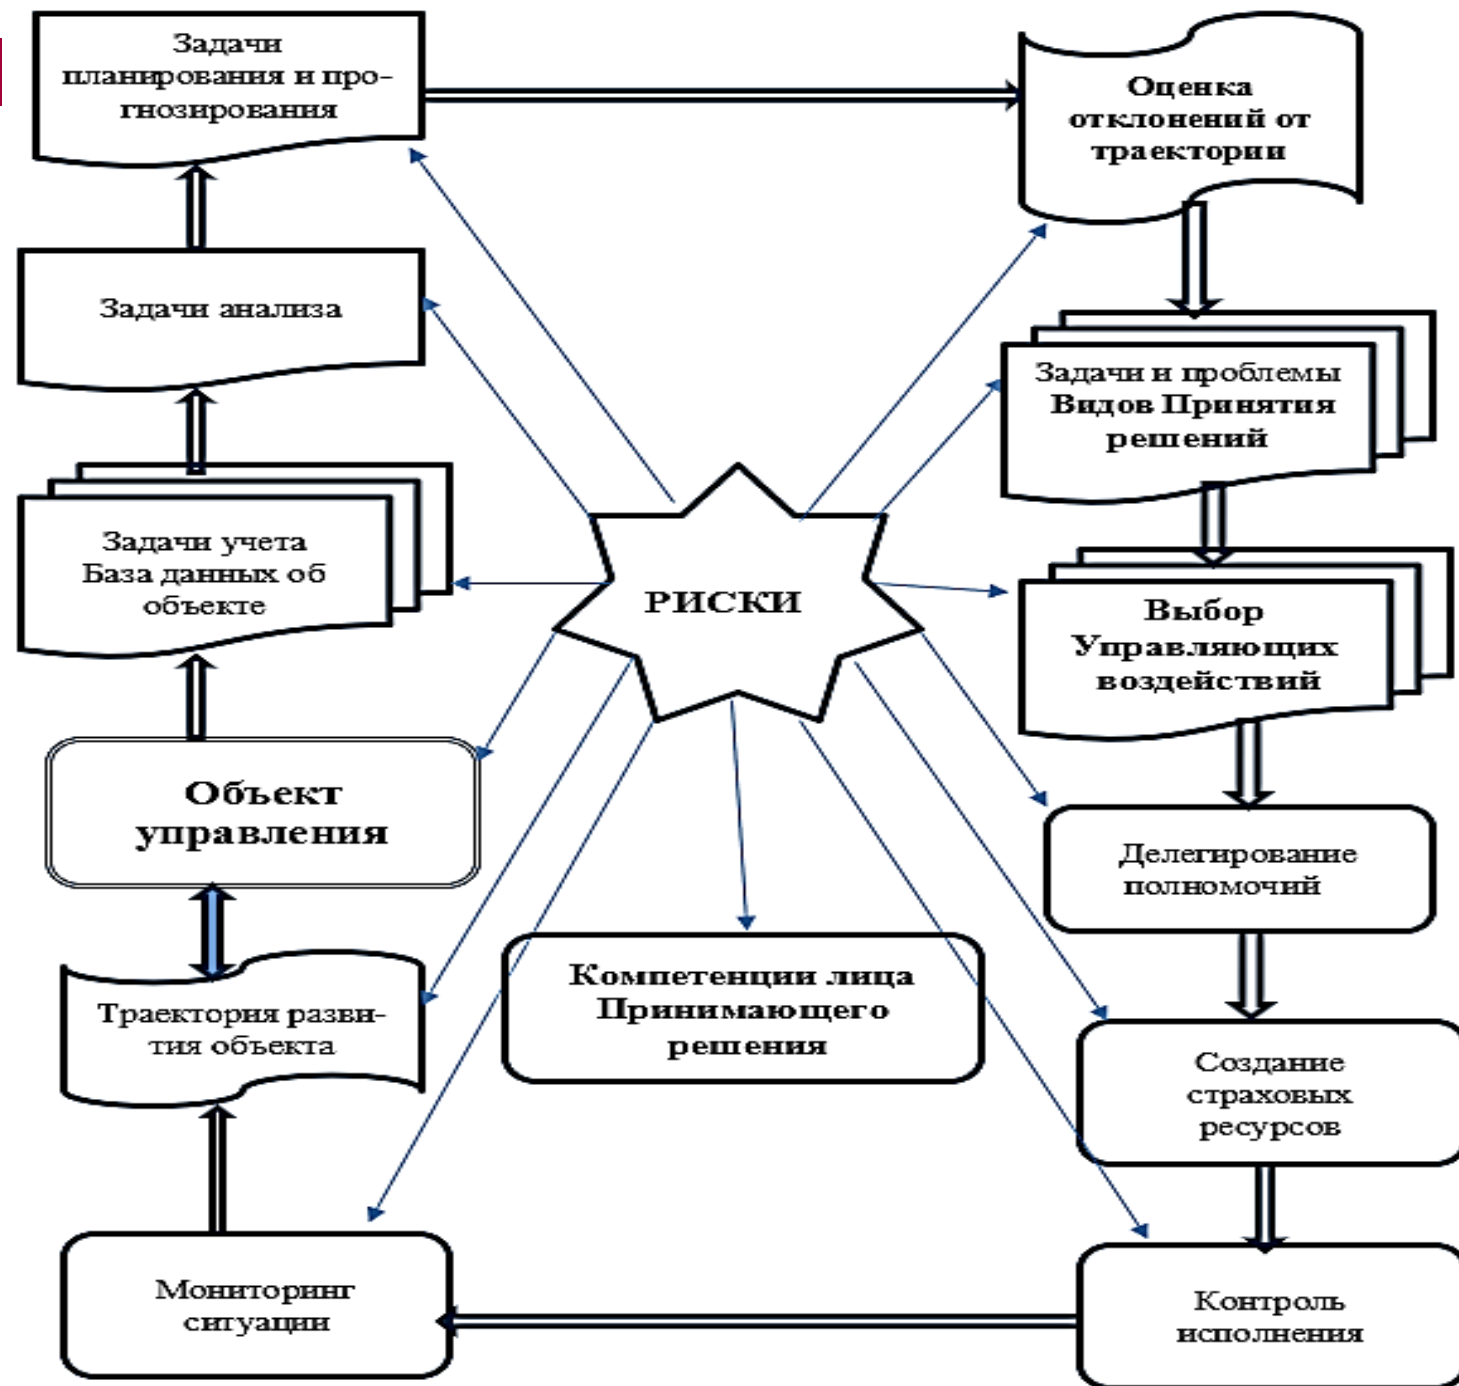 Задачи
планирования и про-
гнозирования
Оценка
отклонений от
траектории
Задачи анализа
Задачи и проблемы
Видов Принятия
решений
Задачи учета
База данных об
объекте
РИСКИ
Выбор
Управляющих
воздействий
Объект
управления
Делегирование
полномочий
Компетенции лица
Принимающего
решения
Траектория разви-
тия объекта
Создание
страховых
ресурсов
Мониторинг
ситуации
Контроль
исполнения